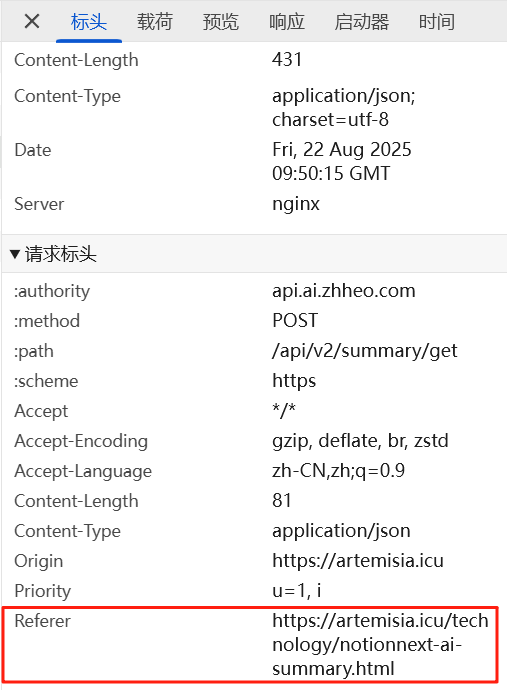 标头 载荷 预览 响应 启动器 时间
Content-Length 431
Content-Type application/json;
charset=utf-8
Date Fri, 22 Aug 2025
09:50:15 GMT
Server nginx
请求标头
:authority api.ai.zhheo.com
:method POST
:path /api/v2/summary/get
:scheme https
Accept */*
Accept-Encoding gzip, deflate, br, zstd
Accept-Language zh-CN,zh;q=0.9
Content-Length 81
Content-Type application/json
Origin https://artemisia.icu
Priority u=1, i
Referer https://artemisia.icu/tech
nology/notionnext-ai-
summary.html